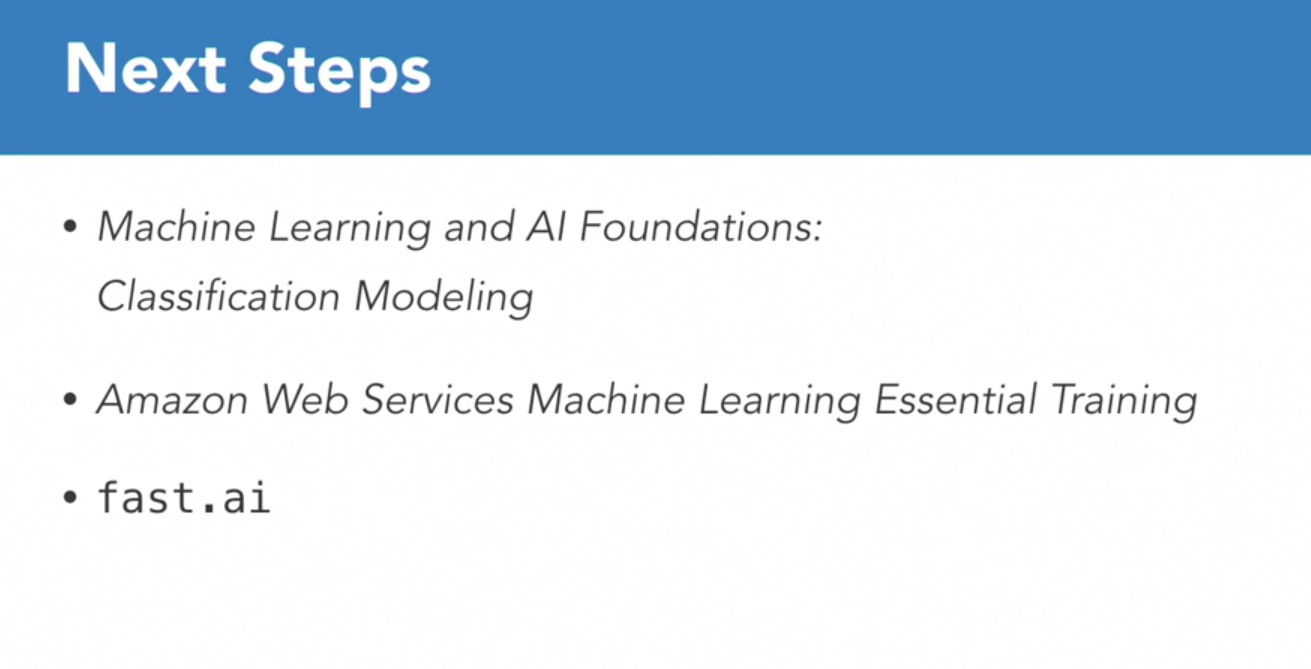 Next Steps
• Machine Learning and AI Foundations:
Classification Modeling
• Amazon Web Services Machine Learning Essential Training
• fast.ai